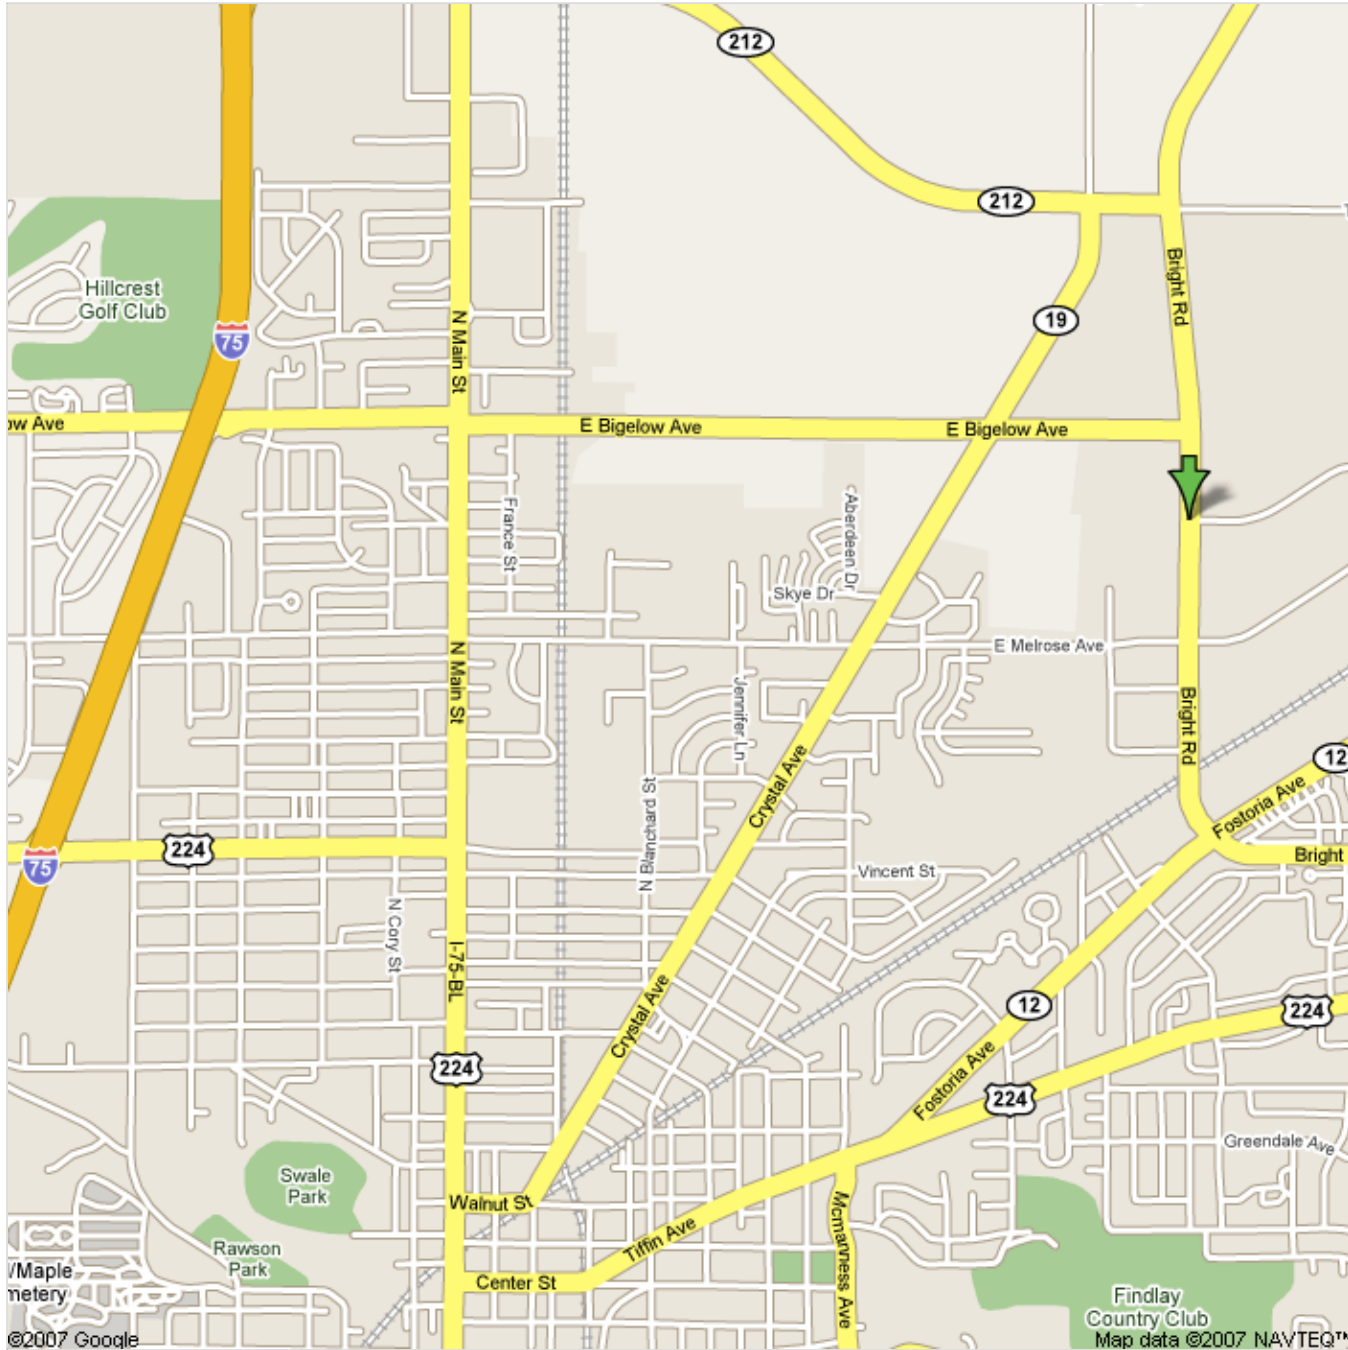 212
212
Bright Rd
Hillcrest
Golf Club
19
75
N Main St
ow Ave
E Bigelow Ave
E Bigelow Ave
France St
Aberdeen Dr
Skye Dr
E Melrose Ave
N Main St
Jennifer Ln
Bright Rd
12
Crystal Ave
Fostoria Ave
N Blanchard St
224
75
Bright
Vincent St
N Cory St
I-75-BL
Crystal Ave
12
224
224
Fostoria Ave
224
Greendale Ave
Swale
Park
Walnut St
Mcmanness Ave
Tiffin Ave
Rawson
Park
/Maple
metery
Center St
Findlay
Country Club
©2007 Google
Map data ©2007 NAVTEQ™